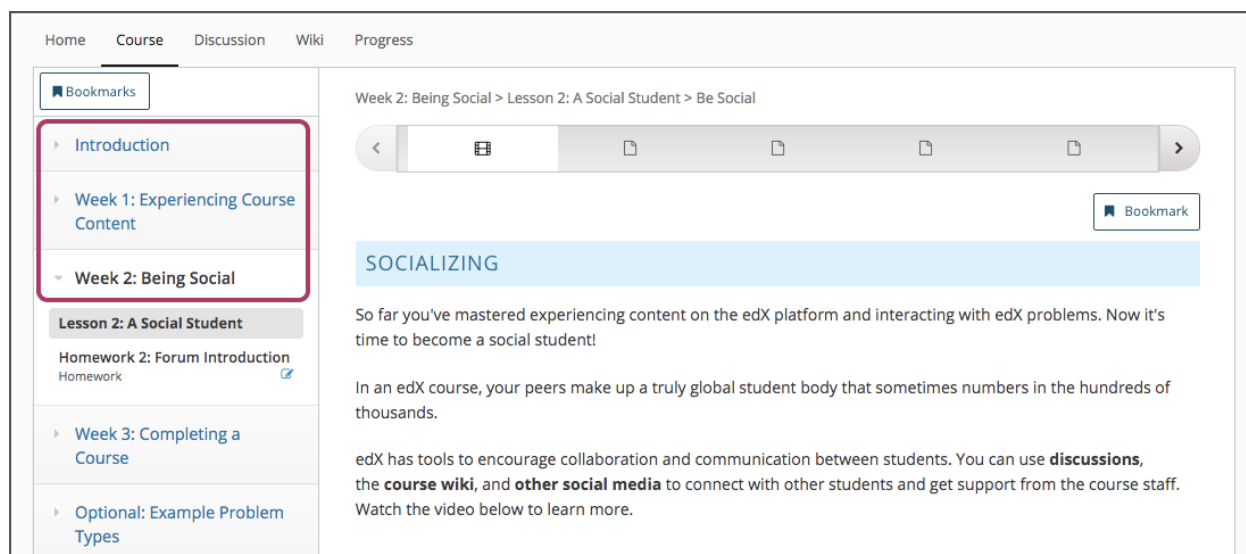 Home Course Discussion Wiki Progress
Bookmarks
Introduction
Week 1: Experiencing Course
Content
Week 2: Being Social
Lesson 2: A Social Student
Homework 2: Forum Introduction
Homework
Week 3: Completing a
Course
Optional: Example Problem
Types
Week 2: Being Social > Lesson 2: A Social Student > Be Social
Bookmark
SOCIALIZING
So far you've mastered experiencing content on the edX platform and interacting with edX problems. Now it's
time to become a social student!
In an edX course, your peers make up a truly global student body that sometimes numbers in the hundreds of
thousands.
edX has tools to encourage collaboration and communication between students. You can use discussions,
the course wiki, and other social media to connect with other students and get support from the course staff.
Watch the video below to learn more.